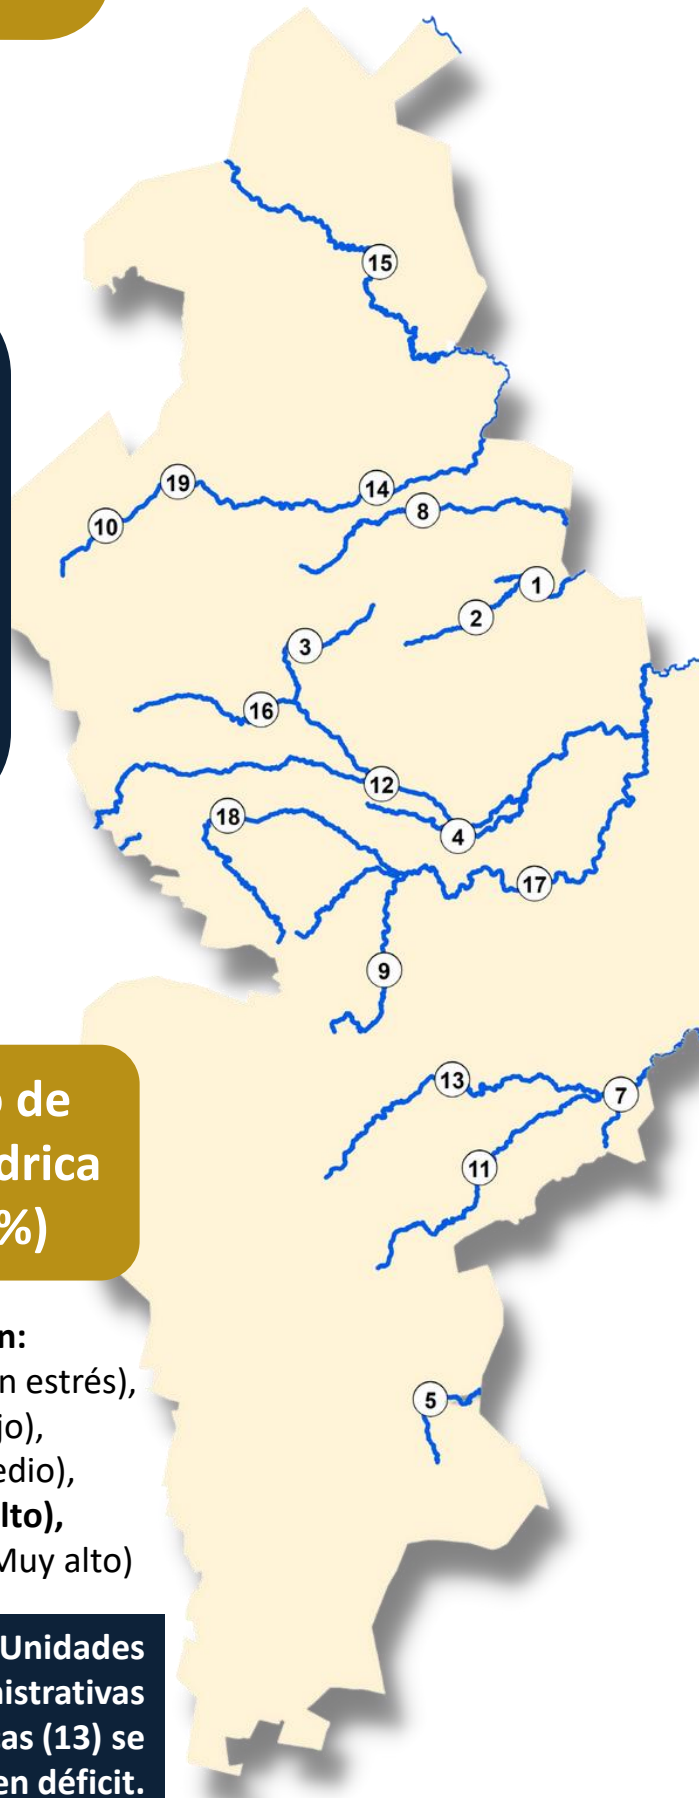 15
19
14
10
8
1
2
3
16
12
18
4
17
9
13
7
11
5
de
drica
%)
n:
n estrés),
jo),
edio),
lto),
Muy alto)
Unidades
nistrativas
as (13) se
en déficit.